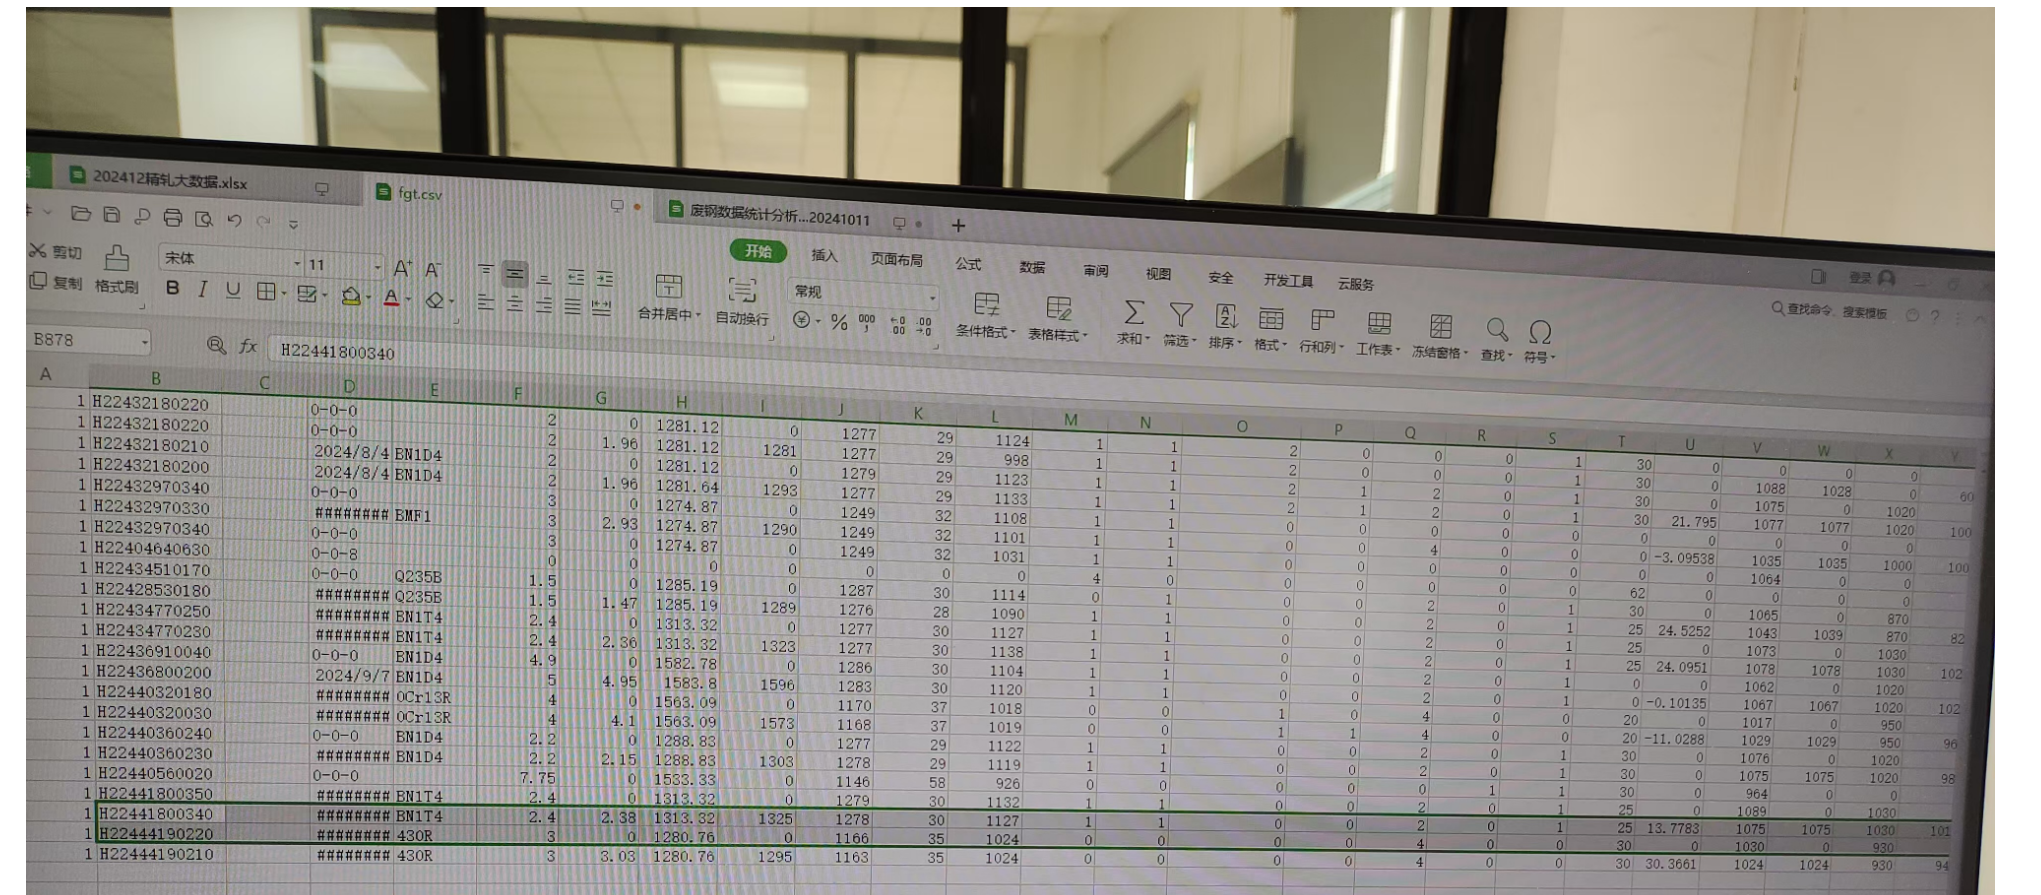 202412精轧大数据.xlsx fgt.csv 废钢数据统计分析...20241011 +
开始 插入 页面布局 公式 数据 审阅 视图 安全 开发工具 云服务 登录
剪切 宋体 11 A+ A- 常规 查找命令、搜索模板
复制 格式刷 B I U A 合并居中 自动换行 % 000 条件格式 表格样式 求和 筛选 排序 格式 行和列 工作表 冻结窗格 查找 符号
B878 fx H22441800340
A B C D E F G H I J K L M N O P Q R S T U V W X Y
1 H22432180220 0-0-0 2 0 1281.12 0 1277 29 1124 1 1 2 0 0 0 1 30 0 0 0 0
1 H22432180220 0-0-0 2 1.96 1281.12 1281 1277 29 998 1 1 2 0 0 0 1 30 0 1088 1028 0 60
1 H22432180210 2024/8/4 BN1D4 2 0 1281.12 0 1279 29 1123 1 1 2 1 2 0 1 30 0 1075 0 1020
1 H22432180200 2024/8/4 BN1D4 2 1.96 1281.64 1293 1277 29 1133 1 1 2 1 2 0 1 30 21.795 1077 1077 1020 100
1 H22432970340 0-0-0 3 0 1274.87 0 1249 32 1108 1 1 0 0 0 0 0 0 0 0 0 0
1 H22432970330 ######## BMF1 3 2.93 1274.87 1290 1249 32 1101 1 1 0 0 4 0 0 0 -3.09538 1035 1035 1000 100
1 H22432970340 0-0-0 3 0 1274.87 0 1249 32 1031 1 1 0 0 0 0 0 0 0 1064 0 0
1 H22404640630 0-0-8 0 0 0 0 0 0 0 4 0 0 0 0 0 0 62 0 0 0 0
1 H22434510170 0-0-0 Q235B 1.5 0 1285.19 0 1287 30 1114 0 1 0 0 2 0 1 30 0 1065 0 870
1 H22428530180 ######## Q235B 1.5 1.47 1285.19 1289 1276 28 1090 1 1 0 0 2 0 1 25 24.5252 1043 1039 870 82
1 H22434770250 ######## BN1T4 2.4 0 1313.32 0 1277 30 1127 1 1 0 0 2 0 1 25 0 1073 0 1030
1 H22434770230 ######## BN1T4 2.4 2.36 1313.32 1323 1277 30 1138 1 1 0 0 2 0 1 25 24.0951 1078 1078 1030 102
1 H22436910040 0-0-0 BN1D4 4.9 0 1582.78 0 1286 30 1104 1 1 0 0 2 0 1 0 0 1062 0 1020
1 H22436800200 2024/9/7 BN1D4 5 4.95 1583.8 1596 1283 30 1120 1 1 0 0 2 0 1 0 -0.10135 1067 1067 1020 102
1 H22440320180 ######## 0Cr13R 4 0 1563.09 0 1170 37 1018 0 0 1 0 4 0 0 20 0 1017 0 950
1 H22440320030 ######## 0Cr13R 4 4.1 1563.09 1573 1168 37 1019 0 0 1 1 4 0 0 20 -11.0288 1029 1029 950 96
1 H22440360240 0-0-0 BN1D4 2.2 0 1288.83 0 1277 29 1122 1 1 0 0 2 0 1 30 0 1076 0 1020
1 H22440360230 ######## BN1D4 2.2 2.15 1288.83 1303 1278 29 1119 1 1 0 0 2 0 1 30 0 1075 1075 1020 98
1 H22440560020 0-0-0 7.75 0 1533.33 0 1146 58 926 0 0 0 0 0 1 1 30 0 964 0 0
1 H22441800350 ######## BN1T4 2.4 0 1313.32 0 1279 30 1132 1 1 0 0 2 0 1 25 0 1089 0 1030
1 H22441800340 ######## BN1T4 2.4 2.38 1313.32 1325 1278 30 1127 1 1 0 0 2 0 1 25 13.7783 1075 1075 1030 101
1 H22444190220 ######## 430R 3 0 1280.76 0 1166 35 1024 0 0 0 0 4 0 0 30 0 1030 0 930
1 H22444190210 ######## 430R 3 3.03 1280.76 1295 1163 35 1024 0 0 0 0 4 0 0 30 30.3661 1024 1024 930 94